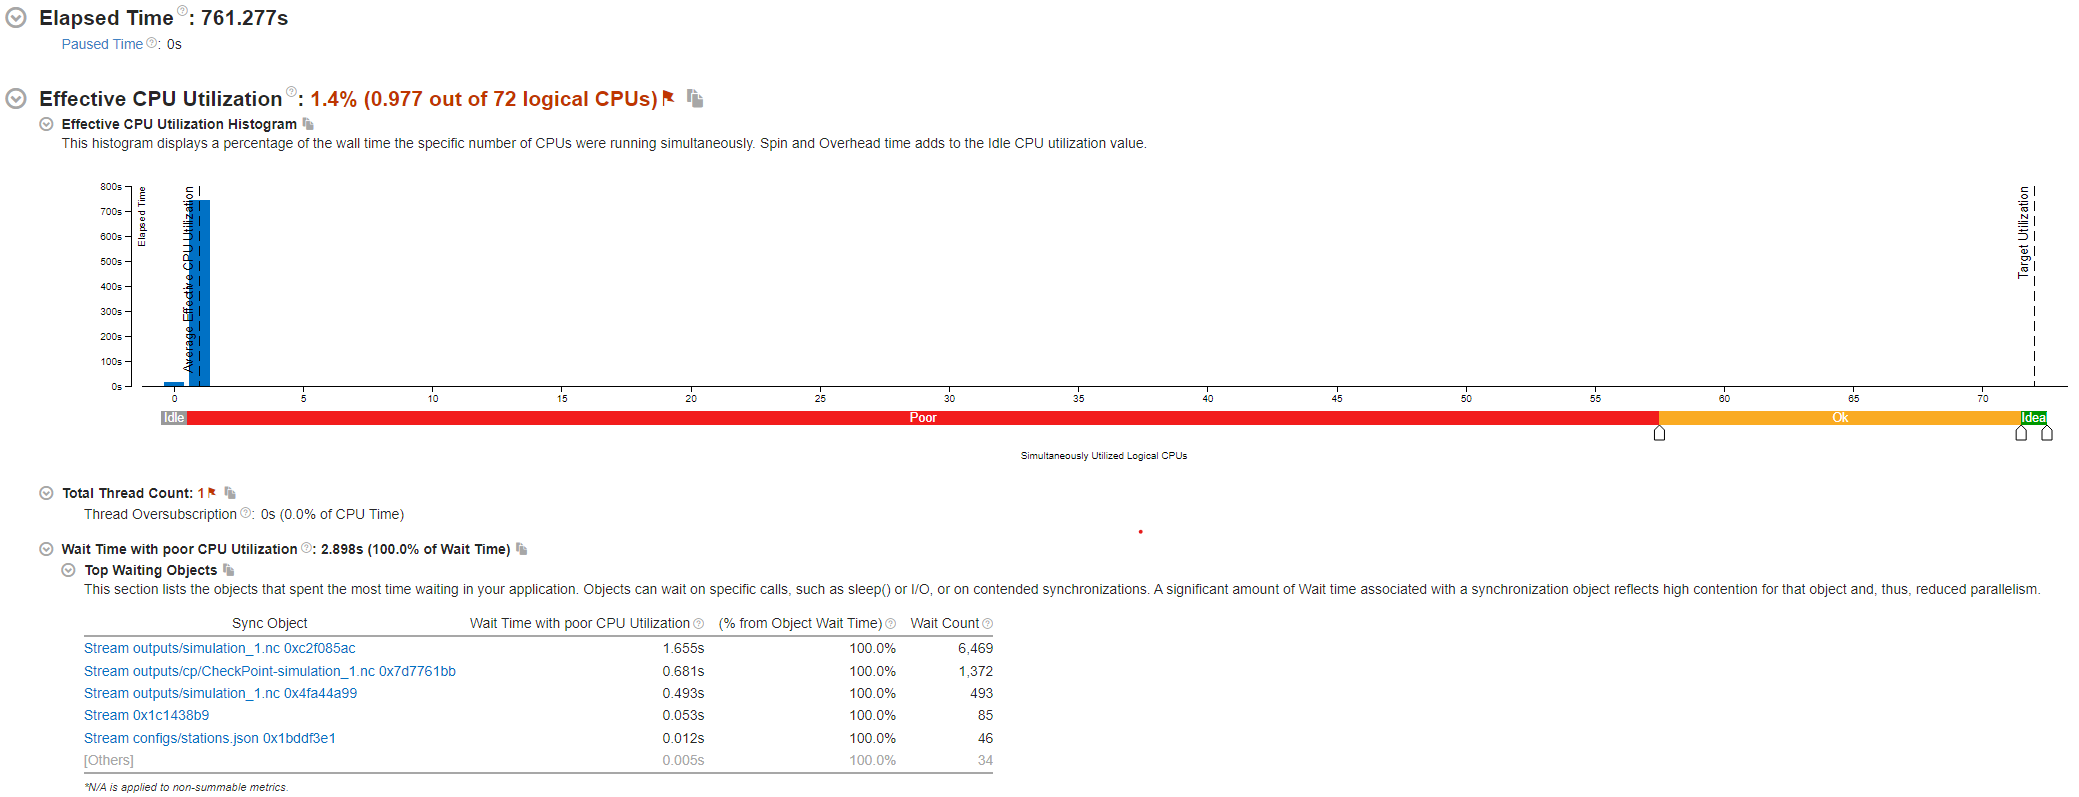 Elapsed Time ?: 761.277s
Paused Time ?: 0s
Effective CPU Utilization ?: 1.4% (0.977 out of 72 logical CPUs)
Effective CPU Utilization Histogram
This histogram displays a percentage of the wall time the specific number of CPUs were running simultaneously. Spin and Overhead time adds to the Idle CPU utilization value.
800s
700s
600s
500s
400s
300s
200s
100s
0s
Elapsed Time
Average Effective CPU Utilization
Target Utilization
0 5 10 15 20 25 30 35 40 45 50 55 60 65 70
Idle Poor Ok Idea
Simultaneously Utilized Logical CPUs
Total Thread Count: 1
Thread Oversubscription ?: 0s (0.0% of CPU Time)
Wait Time with poor CPU Utilization ?: 2.898s (100.0% of Wait Time)
Top Waiting Objects
This section lists the objects that spent the most time waiting in your application. Objects can wait on specific calls, such as sleep() or I/O, or on contended synchronizations. A significant amount of Wait time associated with a synchronization object reflects high contention for that object and, thus, reduced parallelism.
Sync Object Wait Time with poor CPU Utilization ? (% from Object Wait Time) ? Wait Count ?
Stream outputs/simulation_1.nc 0xc2f085ac 1.655s 100.0% 6,469
Stream outputs/cp/CheckPoint-simulation_1.nc 0x7d7761bb 0.681s 100.0% 1,372
Stream outputs/simulation_1.nc 0x4fa44a99 0.493s 100.0% 493
Stream 0x1c1438b9 0.053s 100.0% 85
Stream configs/stations.json 0x1bddf3e1 0.012s 100.0% 46
[Others] 0.005s 100.0% 34
*N/A is applied to non-summable metrics.